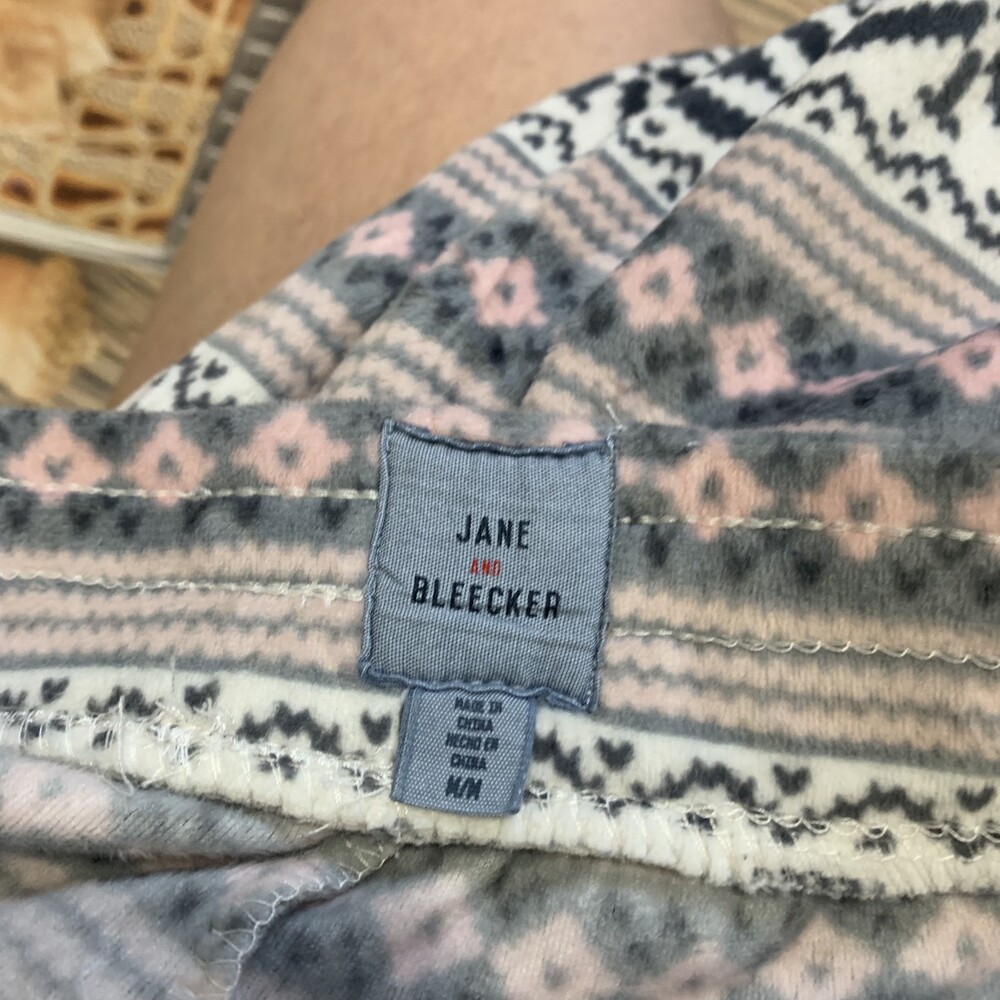 JANE
AND
BLEECKER
MADE IN
CHINA
HECHO EN
CHINA
M/M